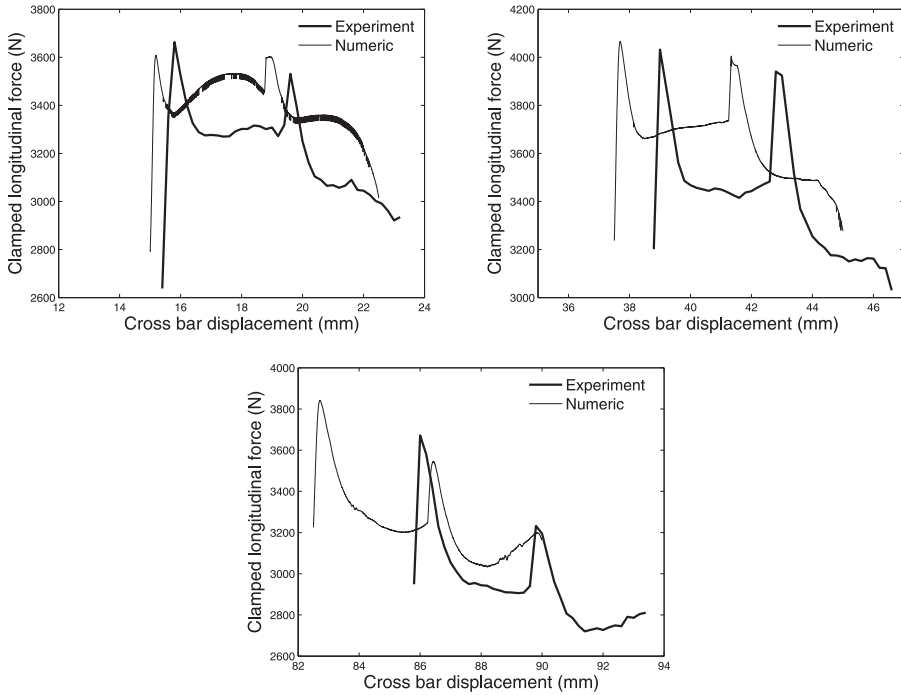 3800
3600
3400
3200
3000
2800
2600
12 14 16 18 20 22 24
Clamped longitudinal force (N)
Cross bar displacement (mm)
Experiment
Numeric
4200
4000
3800
3600
3400
3200
3000
36 38 40 42 44 46
Clamped longitudinal force (N)
Cross bar displacement (mm)
Experiment
Numeric
4000
3800
3600
3400
3200
3000
2800
2600
82 84 86 88 90 92 94
Clamped longitudinal force (N)
Cross bar displacement (mm)
Experiment
Numeric